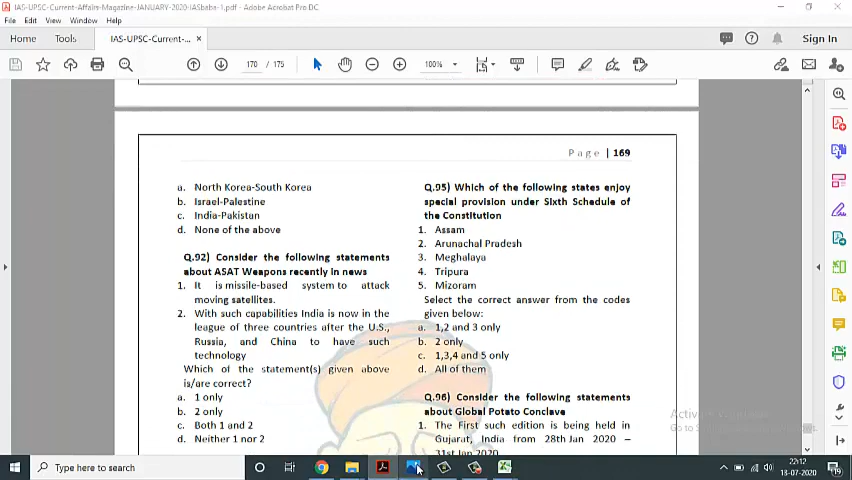 IAS-UPSC-Current-Affairs-Magazine-JANUARY-2020-IASbaba-1.pdf - Adobe Acrobat Pro DC
File Edit View Window Help
Home Tools IAS-UPSC-Current-... × Sign In
170 / 175 100%
Page | 169
a. North Korea-South Korea
b. Israel-Palestine
c. India-Pakistan
d. None of the above
Q.92) Consider the following statements
about ASAT Weapons recently in news
1. It is missile-based system to attack
moving satellites.
2. With such capabilities India is now in the
league of three countries after the U.S.,
Russia, and China to have such
technology
Which of the statement(s) given above
is/are correct?
a. 1 only
b. 2 only
c. Both 1 and 2
d. Neither 1 nor 2
Q.95) Which of the following states enjoy
special provision under Sixth Schedule of
the Constitution
1. Assam
2. Arunachal Pradesh
3. Meghalaya
4. Tripura
5. Mizoram
Select the correct answer from the codes
given below:
a. 1,2 and 3 only
b. 2 only
c. 1,3,4 and 5 only
d. All of them
Q.96) Consider the following statements
about Global Potato Conclave
1. The First such edition is being held in
Gujarat, India from 28th Jan 2020 –
31st Jan 2020
Type here to search
22:12
13-07-2020
19